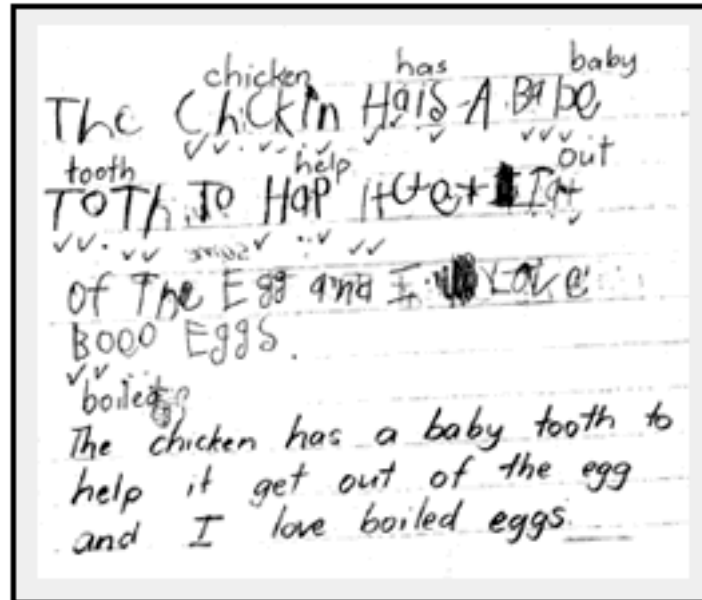 chicken has baby
The ChickIn HaiS A BaBe
tooth help out
ToTh To HaP It Get
of The Egg and I Love
BOOO EggS.
boiled
The chicken has a baby tooth to
help it get out of the egg
and I love boiled eggs